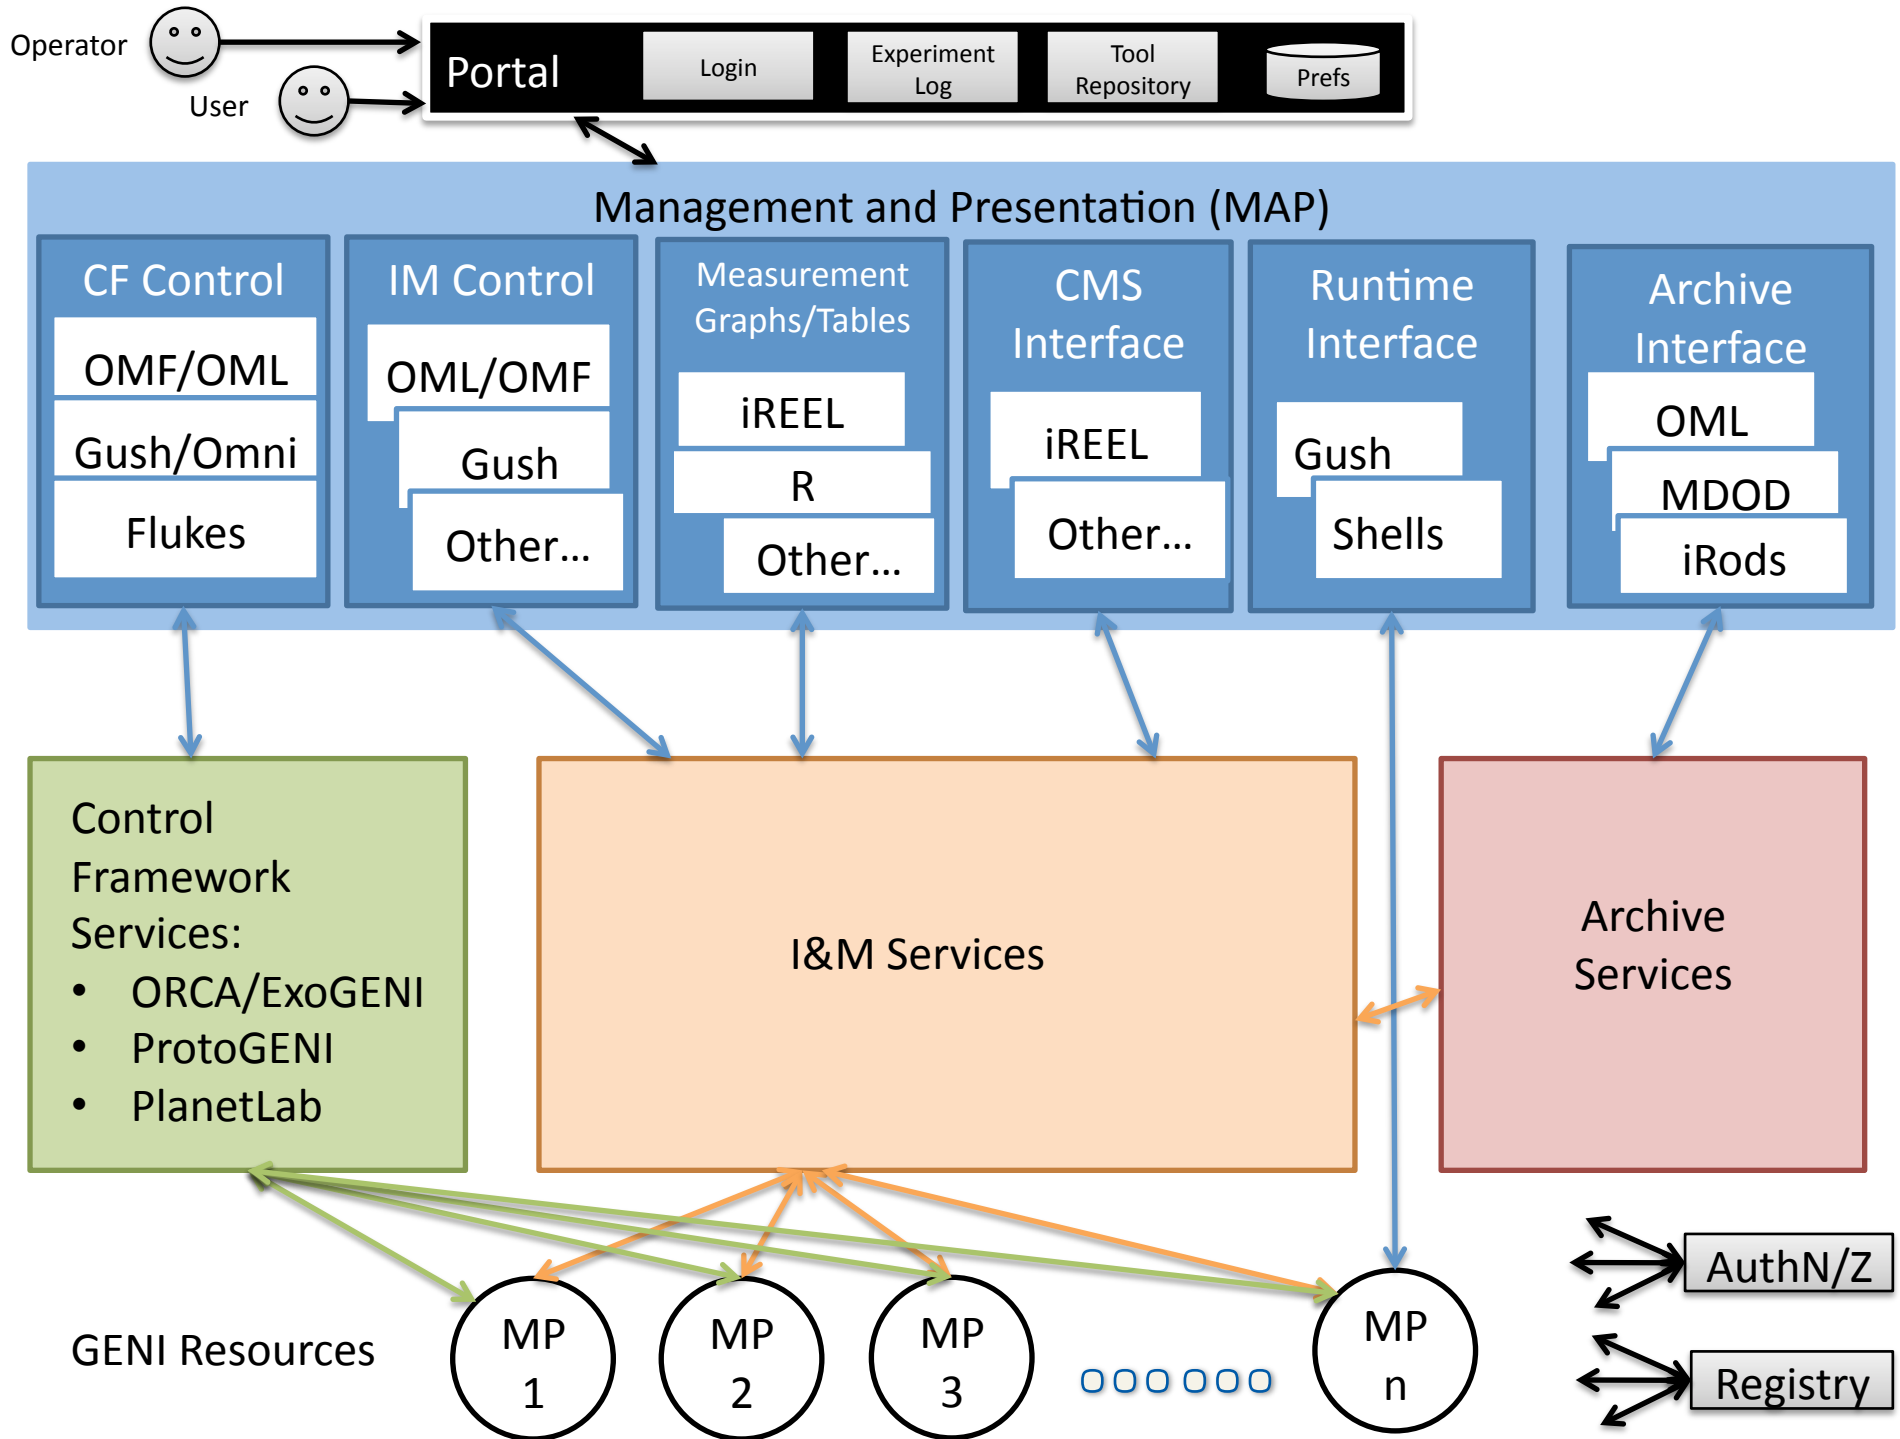 Operator
User
Portal
Login
Experiment
Log
Tool
Repository
Prefs
Management and Presentation (MAP)
CF Control
OMF/OML
Gush/Omni
Flukes
IM Control
OML/OMF
Gush
Other...
Measurement
Graphs/Tables
iREEL
R
Other...
CMS
Interface
iREEL
Other...
Runtime
Interface
Gush
Shells
Archive
Interface
OML
MDOD
iRods
Control
Framework
Services:
• ORCA/ExoGENI
• ProtoGENI
• PlanetLab
I&M Services
Archive
Services
GENI Resources
MP
1
MP
2
MP
3
MP
n
AuthN/Z
Registry